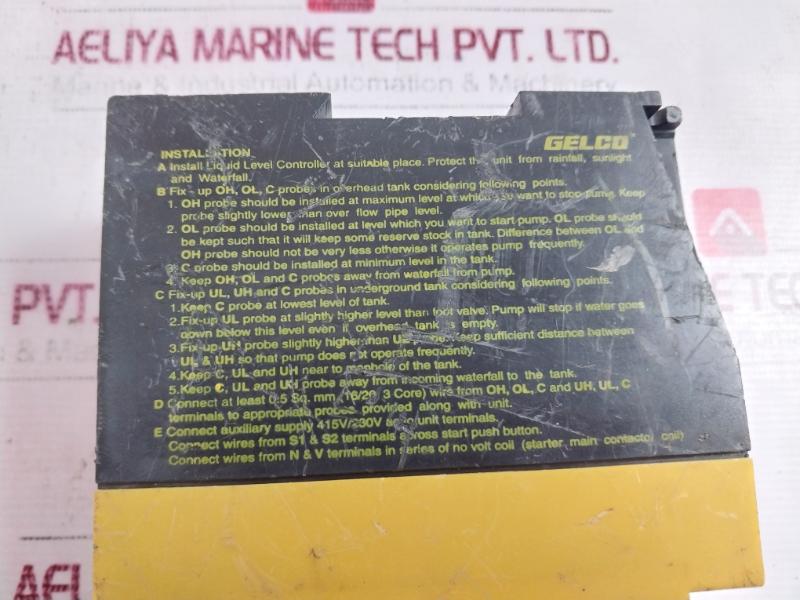 AELIYA MARINE TECH PVT. LTD.
Marine & Industrial Automation & Machinery
GELCO
INSTALLATION
A Install Liquid Level Controller at suitable place. Protect the unit from rainfall, sunlight
and Waterfall.
B Fix - up OH, OL, C probes in overhead tank considering following points.
1. OH probe should be installed at maximum level at which you want to stop pump. Keep
probe slightly lower than over flow pipe level.
2. OL probe should be installed at level which you want to start pump. OL probe should
be kept such that it will keep some reserve stock in tank. Difference between OL and
OH probe should not be very less otherwise it operates pump frequently.
3. C probe should be installed at minimum level in the tank.
4. Keep OH, OL and C probes away from waterfall from pump.
C Fix-up UL, UH and C probes in underground tank considering following points.
1.Keep C probe at lowest level of tank.
2.Fix-up UL probe at slightly higher level than foot valve. Pump will stop if water goes
down below this level even if overhead tank is empty.
3.Fix-up UH probe slightly higher than Keep sufficient distance between
UL & UH so that pump does not operate frequently.
4.Keep C, UL and UH near to manhole of the tank.
5.Keep C, UL and UH probe away from incoming waterfall to the tank.
D Connect at least 0.5 Sq. mm 3 Core) wire from OH, OL, C and UH, UL, C
terminals to appropriate probes provided along with unit.
E Connect auxiliary supply 415V/230V unit terminals.
Connect wires from S1 & S2 terminals across start push button.
Connect wires from N & V terminals in series of no volt coil (starter main contactor coil)
PVT.
TECH
AELI
AE